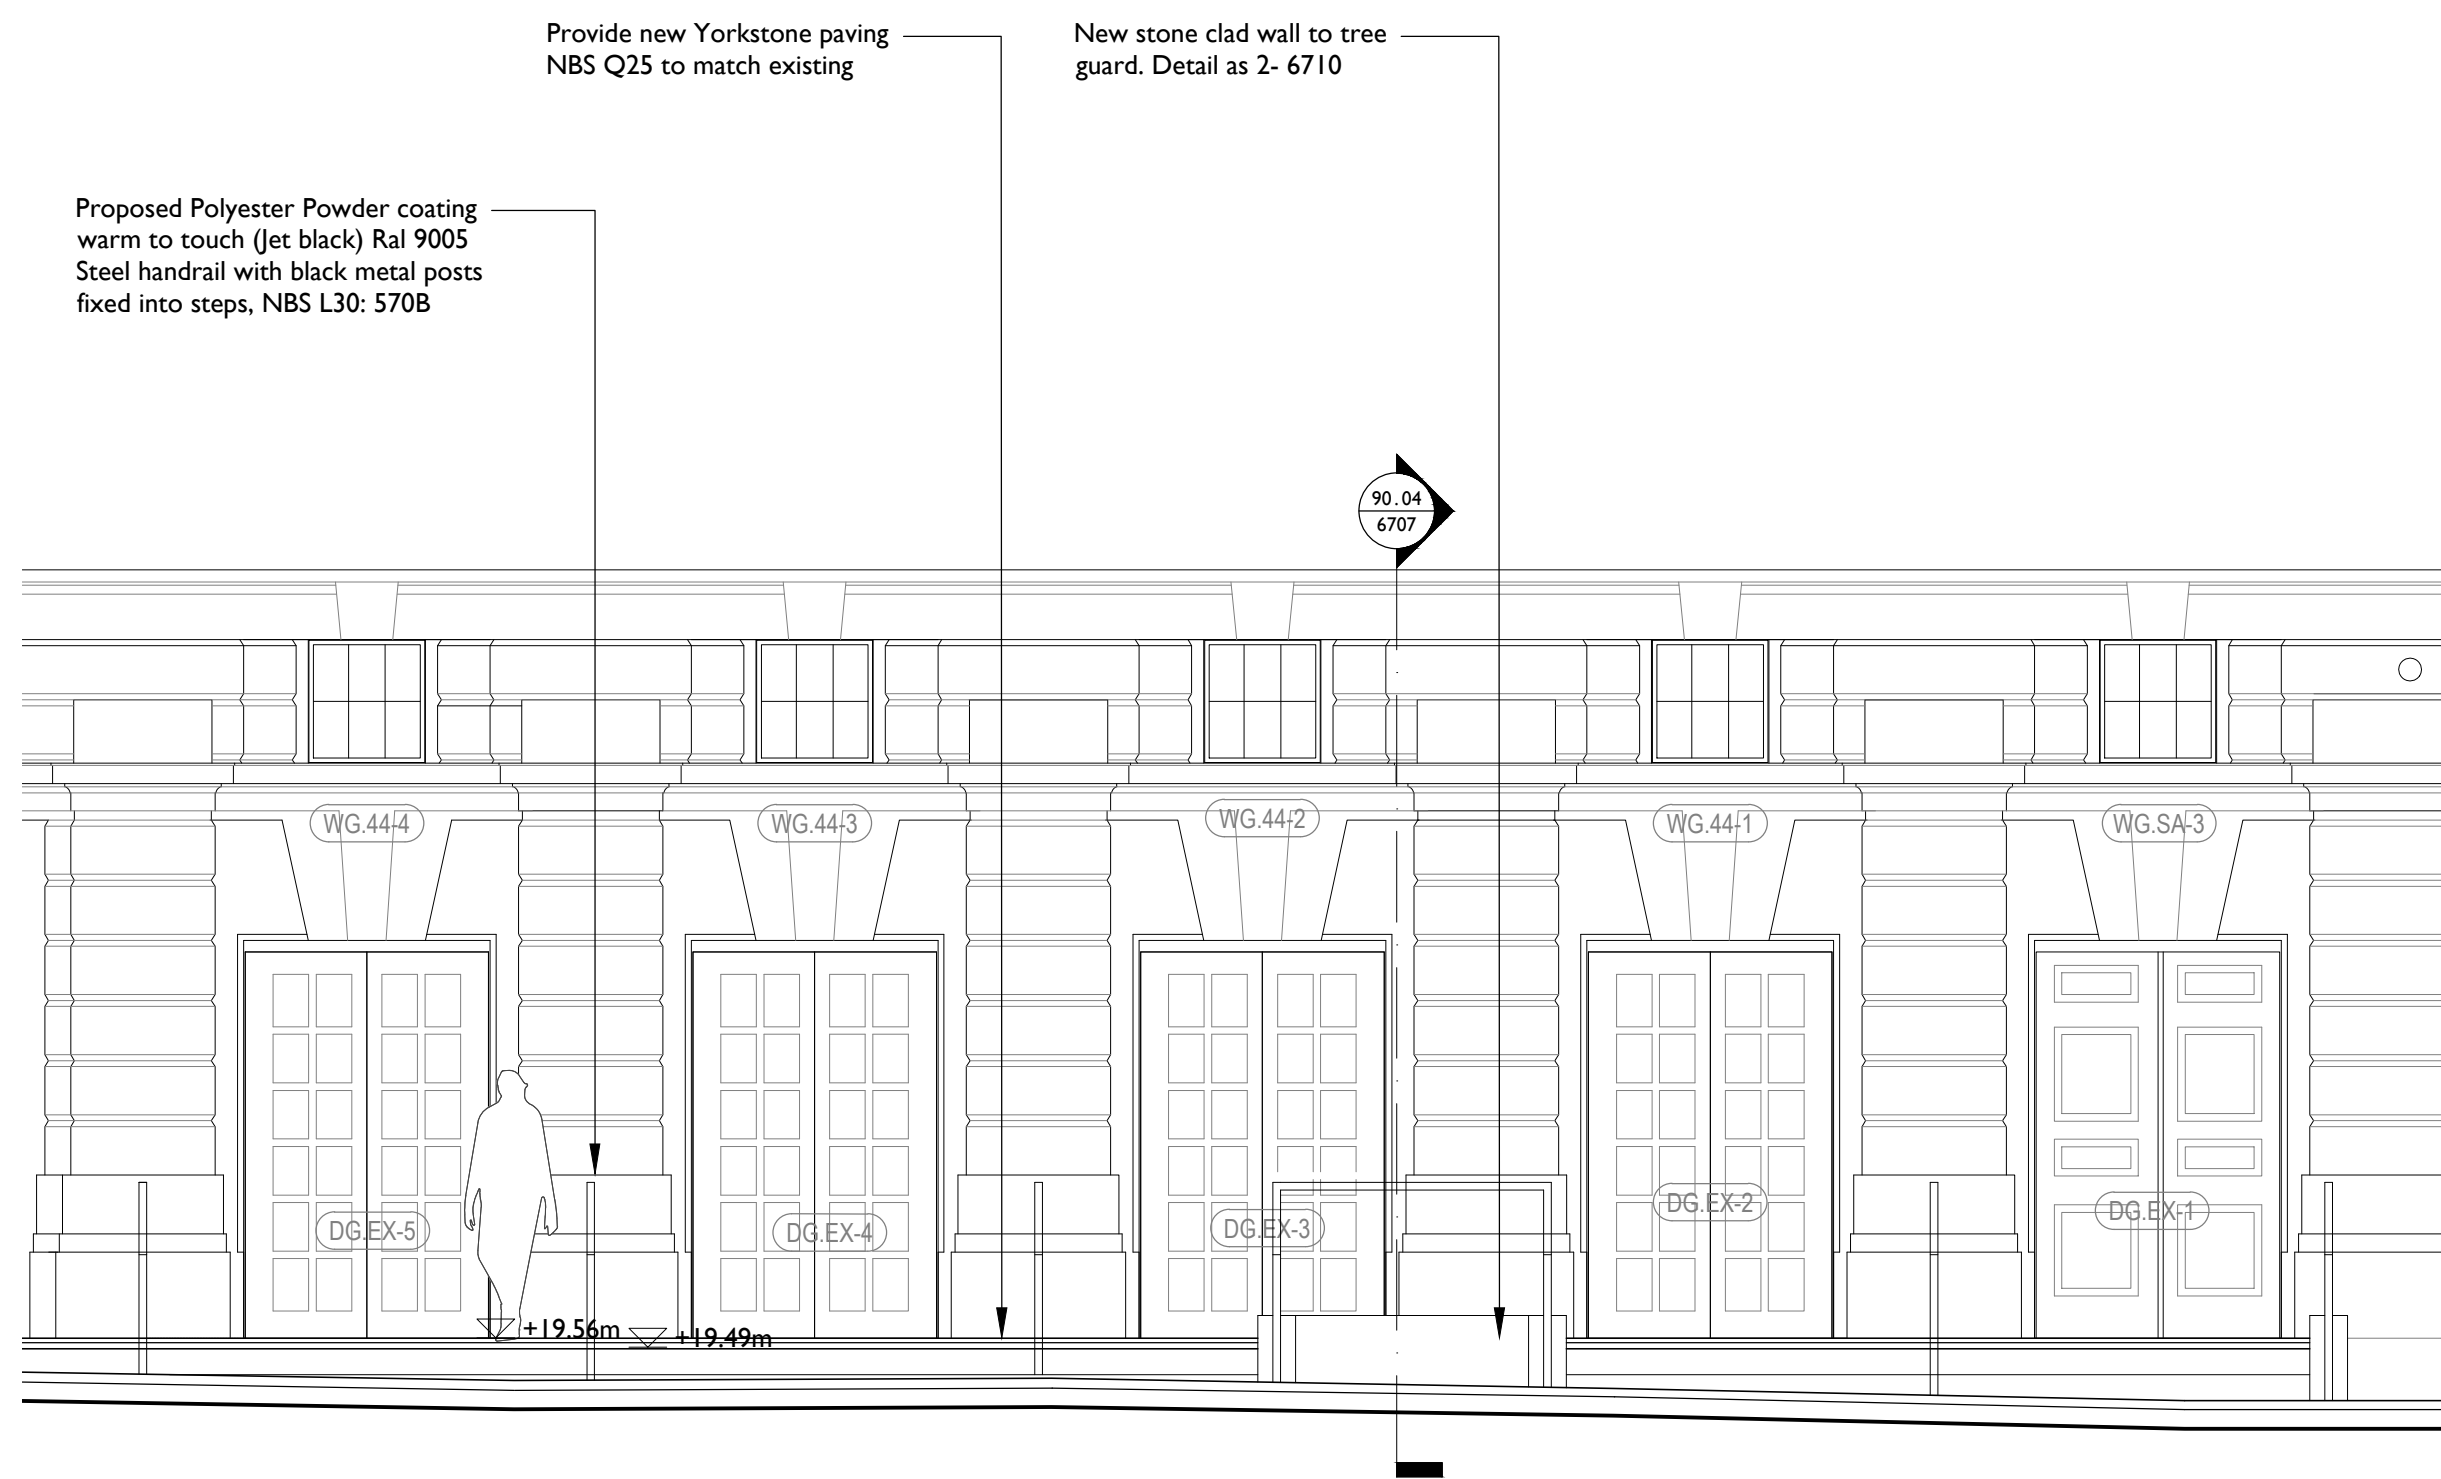 Provide new Yorkstone paving
NBS Q25 to match existing
New stone clad wall to tree
guard. Detail as 2- 6710
Proposed Polyester Powder coating
warm to touch (Jet black) Ral 9005
Steel handrail with black metal posts
fixed into steps, NBS L30: 570B
90.04
6707
WG.44-4
WG.44-3
WG.44-2
WG.44-1
WG.SA-3
DG.EX-5
DG.EX-4
DG.EX-3
DG.EX-2
DG.EX-1
+19.56m
+19.49m